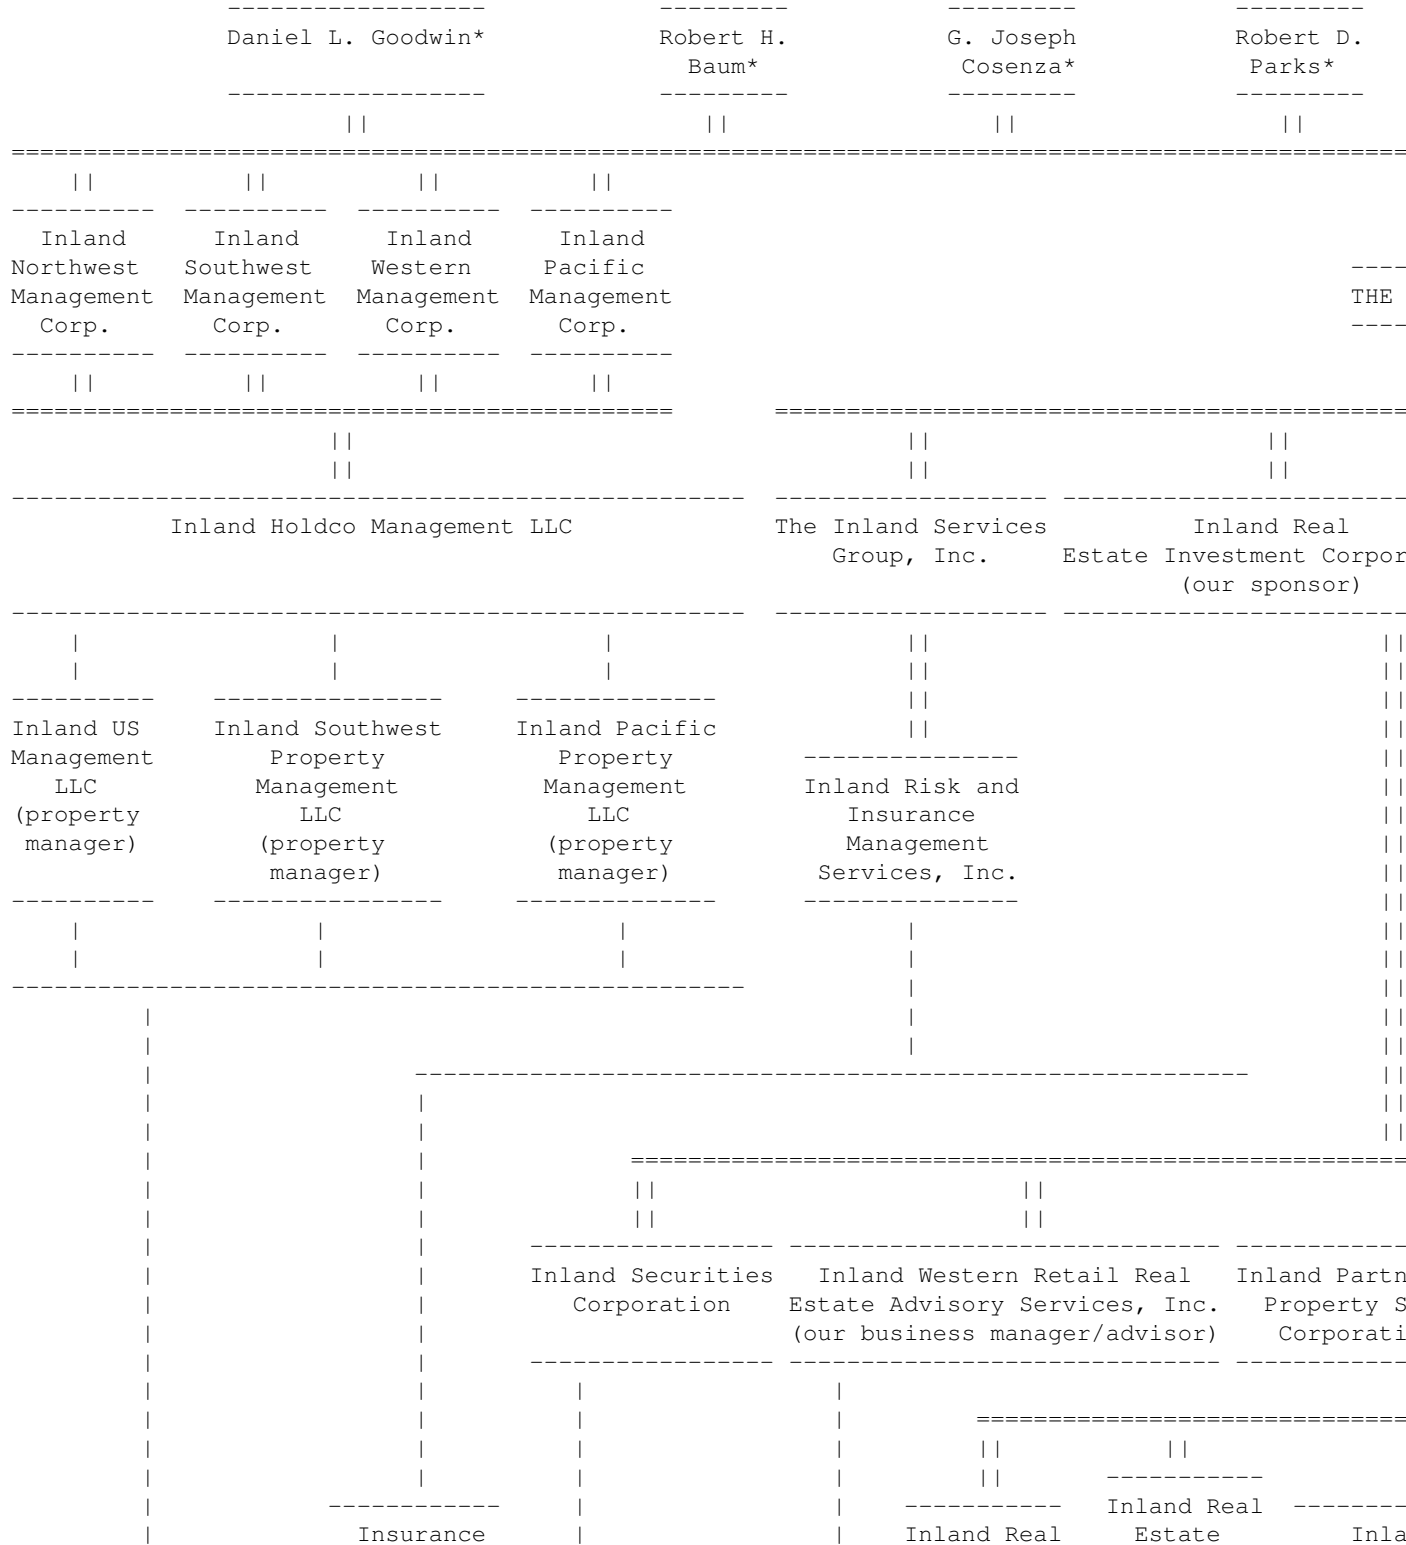 Daniel L. Goodwin* Robert H. G. Joseph Robert D.
Baum* Cosenza* Parks*
Inland Inland Inland Inland
Northwest Southwest Western Pacific
Management Management Management Management THE
Corp. Corp. Corp. Corp.
Inland Holdco Management LLC The Inland Services Inland Real
Group, Inc. Estate Investment Corpor
(our sponsor)
Inland US Inland Southwest Inland Pacific
Management Property Property
LLC Management Management Inland Risk and
(property LLC LLC Insurance
manager) (property (property Management
manager) manager) Services, Inc.
Inland Securities Inland Western Retail Real Inland Partn
Corporation Estate Advisory Services, Inc. Property S
(our business manager/advisor) Corporati
Inland Real
Insurance Inland Real Estate Inla